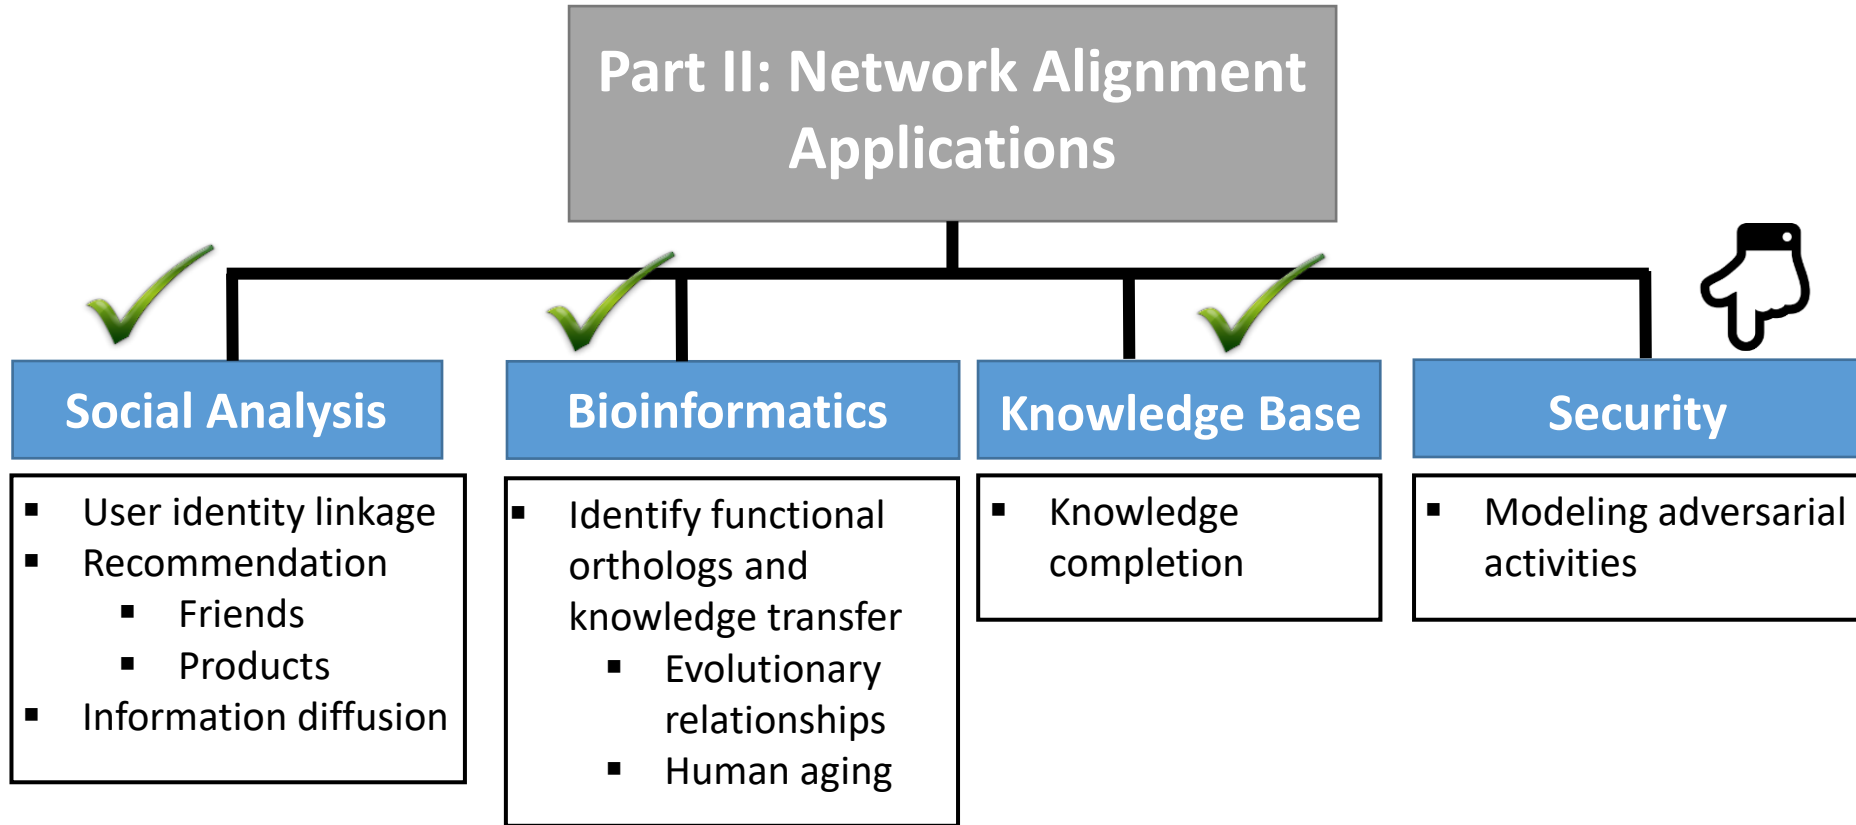 Part II: Network Alignment
Applications
Social Analysis
▪ User identity linkage
▪ Recommendation
▪ Friends
▪ Products
▪ Information diffusion
Bioinformatics
▪ Identify functional
orthologs and
knowledge transfer
▪ Evolutionary
relationships
▪ Human aging
Knowledge Base
▪ Knowledge
completion
Security
▪ Modeling adversarial
activities